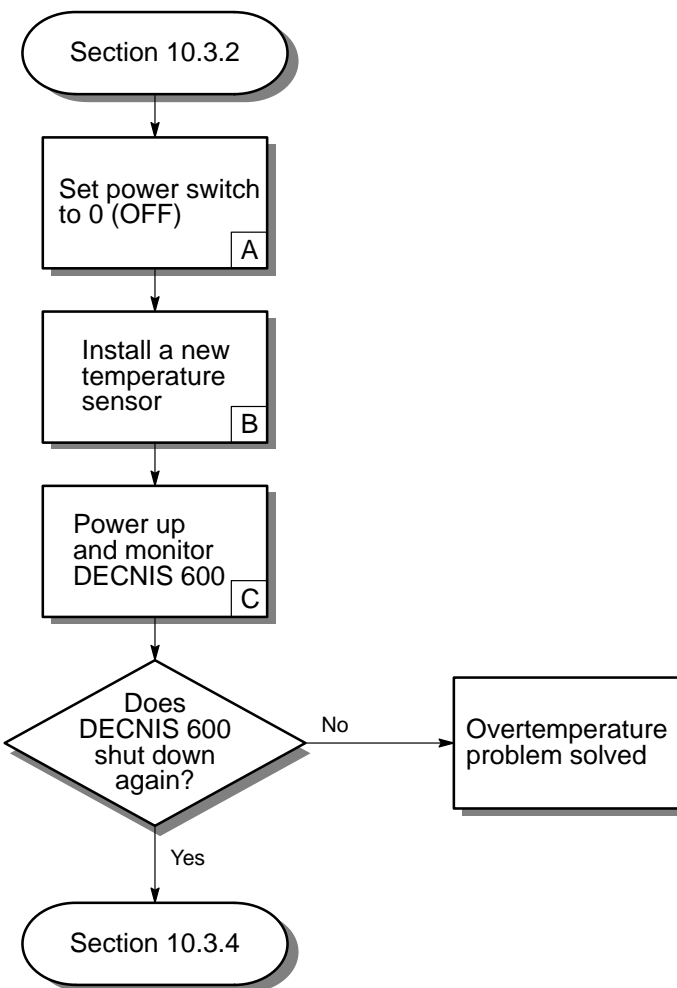 Section 10.3.2
Set power switch
to 0 (OFF)
A
Install a new
temperature
sensor
B
Power up
and monitor
DECNIS 600
C
Does
DECNIS 600
shut down
again?
No
Overtemperature
problem solved
Yes
Section 10.3.4